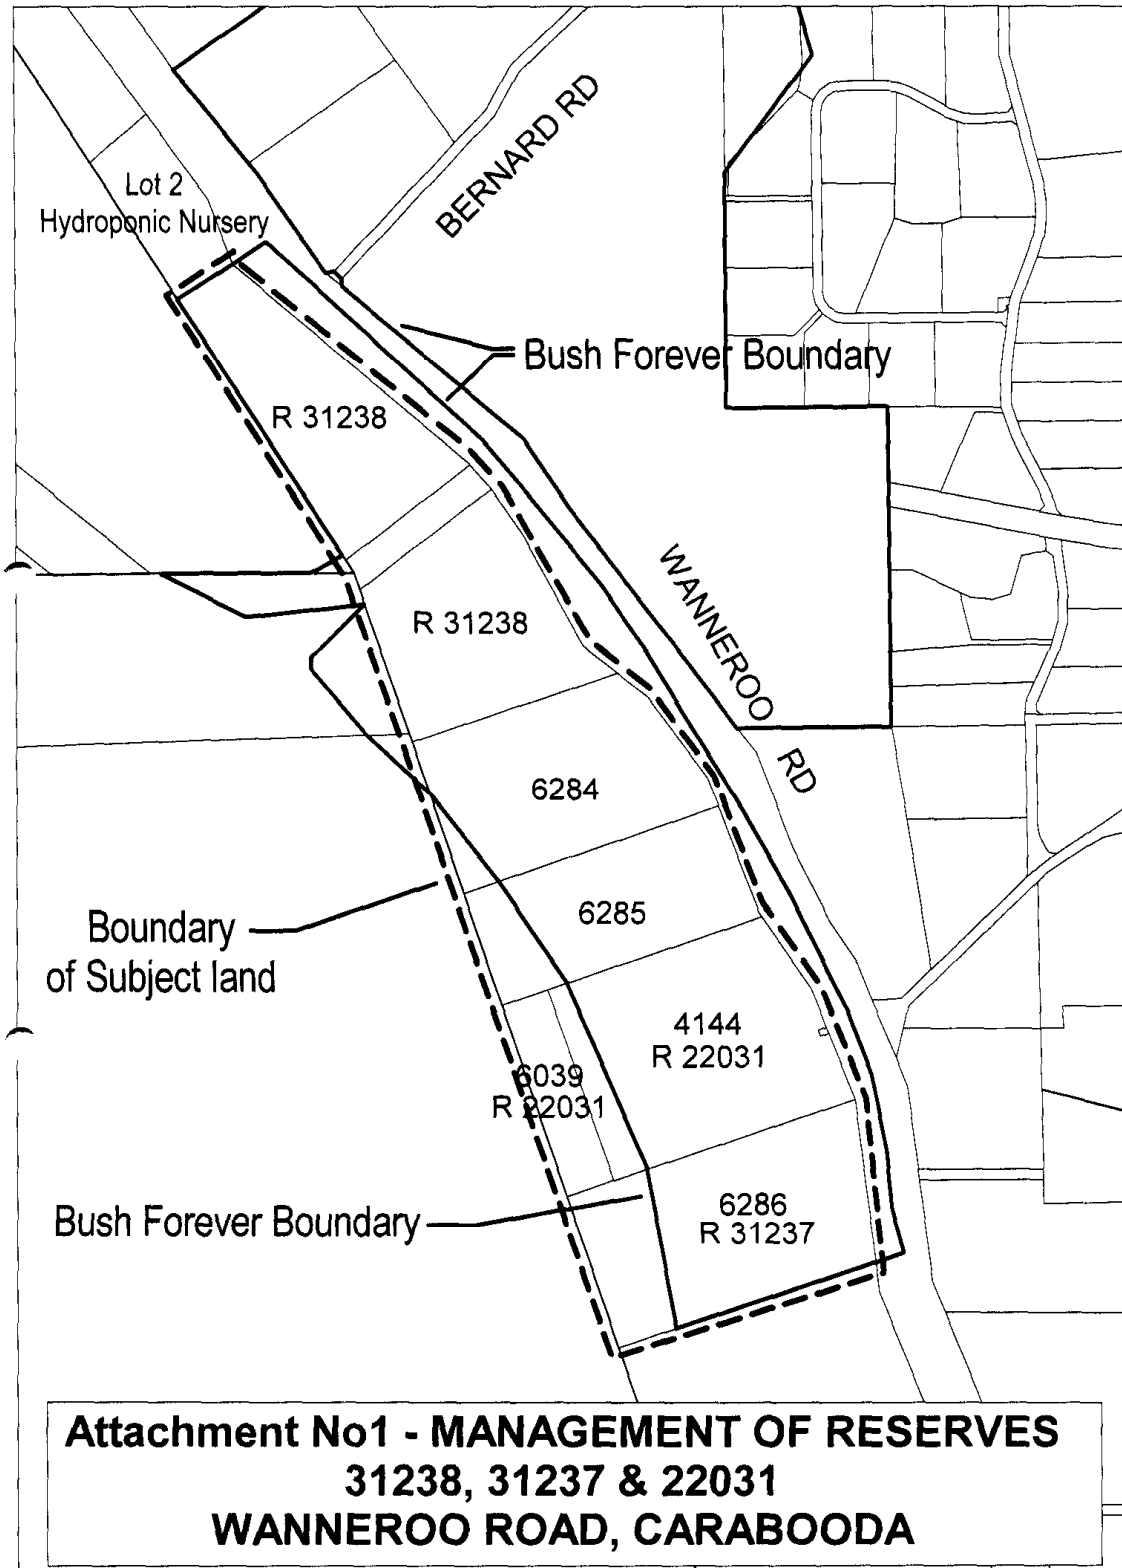 Lot 2
Hydroponic Nursery
BERNARD RD
Bush Forever Boundary
R 31238
R 31238
WANNEROO
RD
6284
6285
Boundary
of Subject land
4144
R 22031
6039
R 22031
Bush Forever Boundary
6286
R 31237
Attachment No1 - MANAGEMENT OF RESERVES
31238, 31237 & 22031
WANNEROO ROAD, CARABOODA